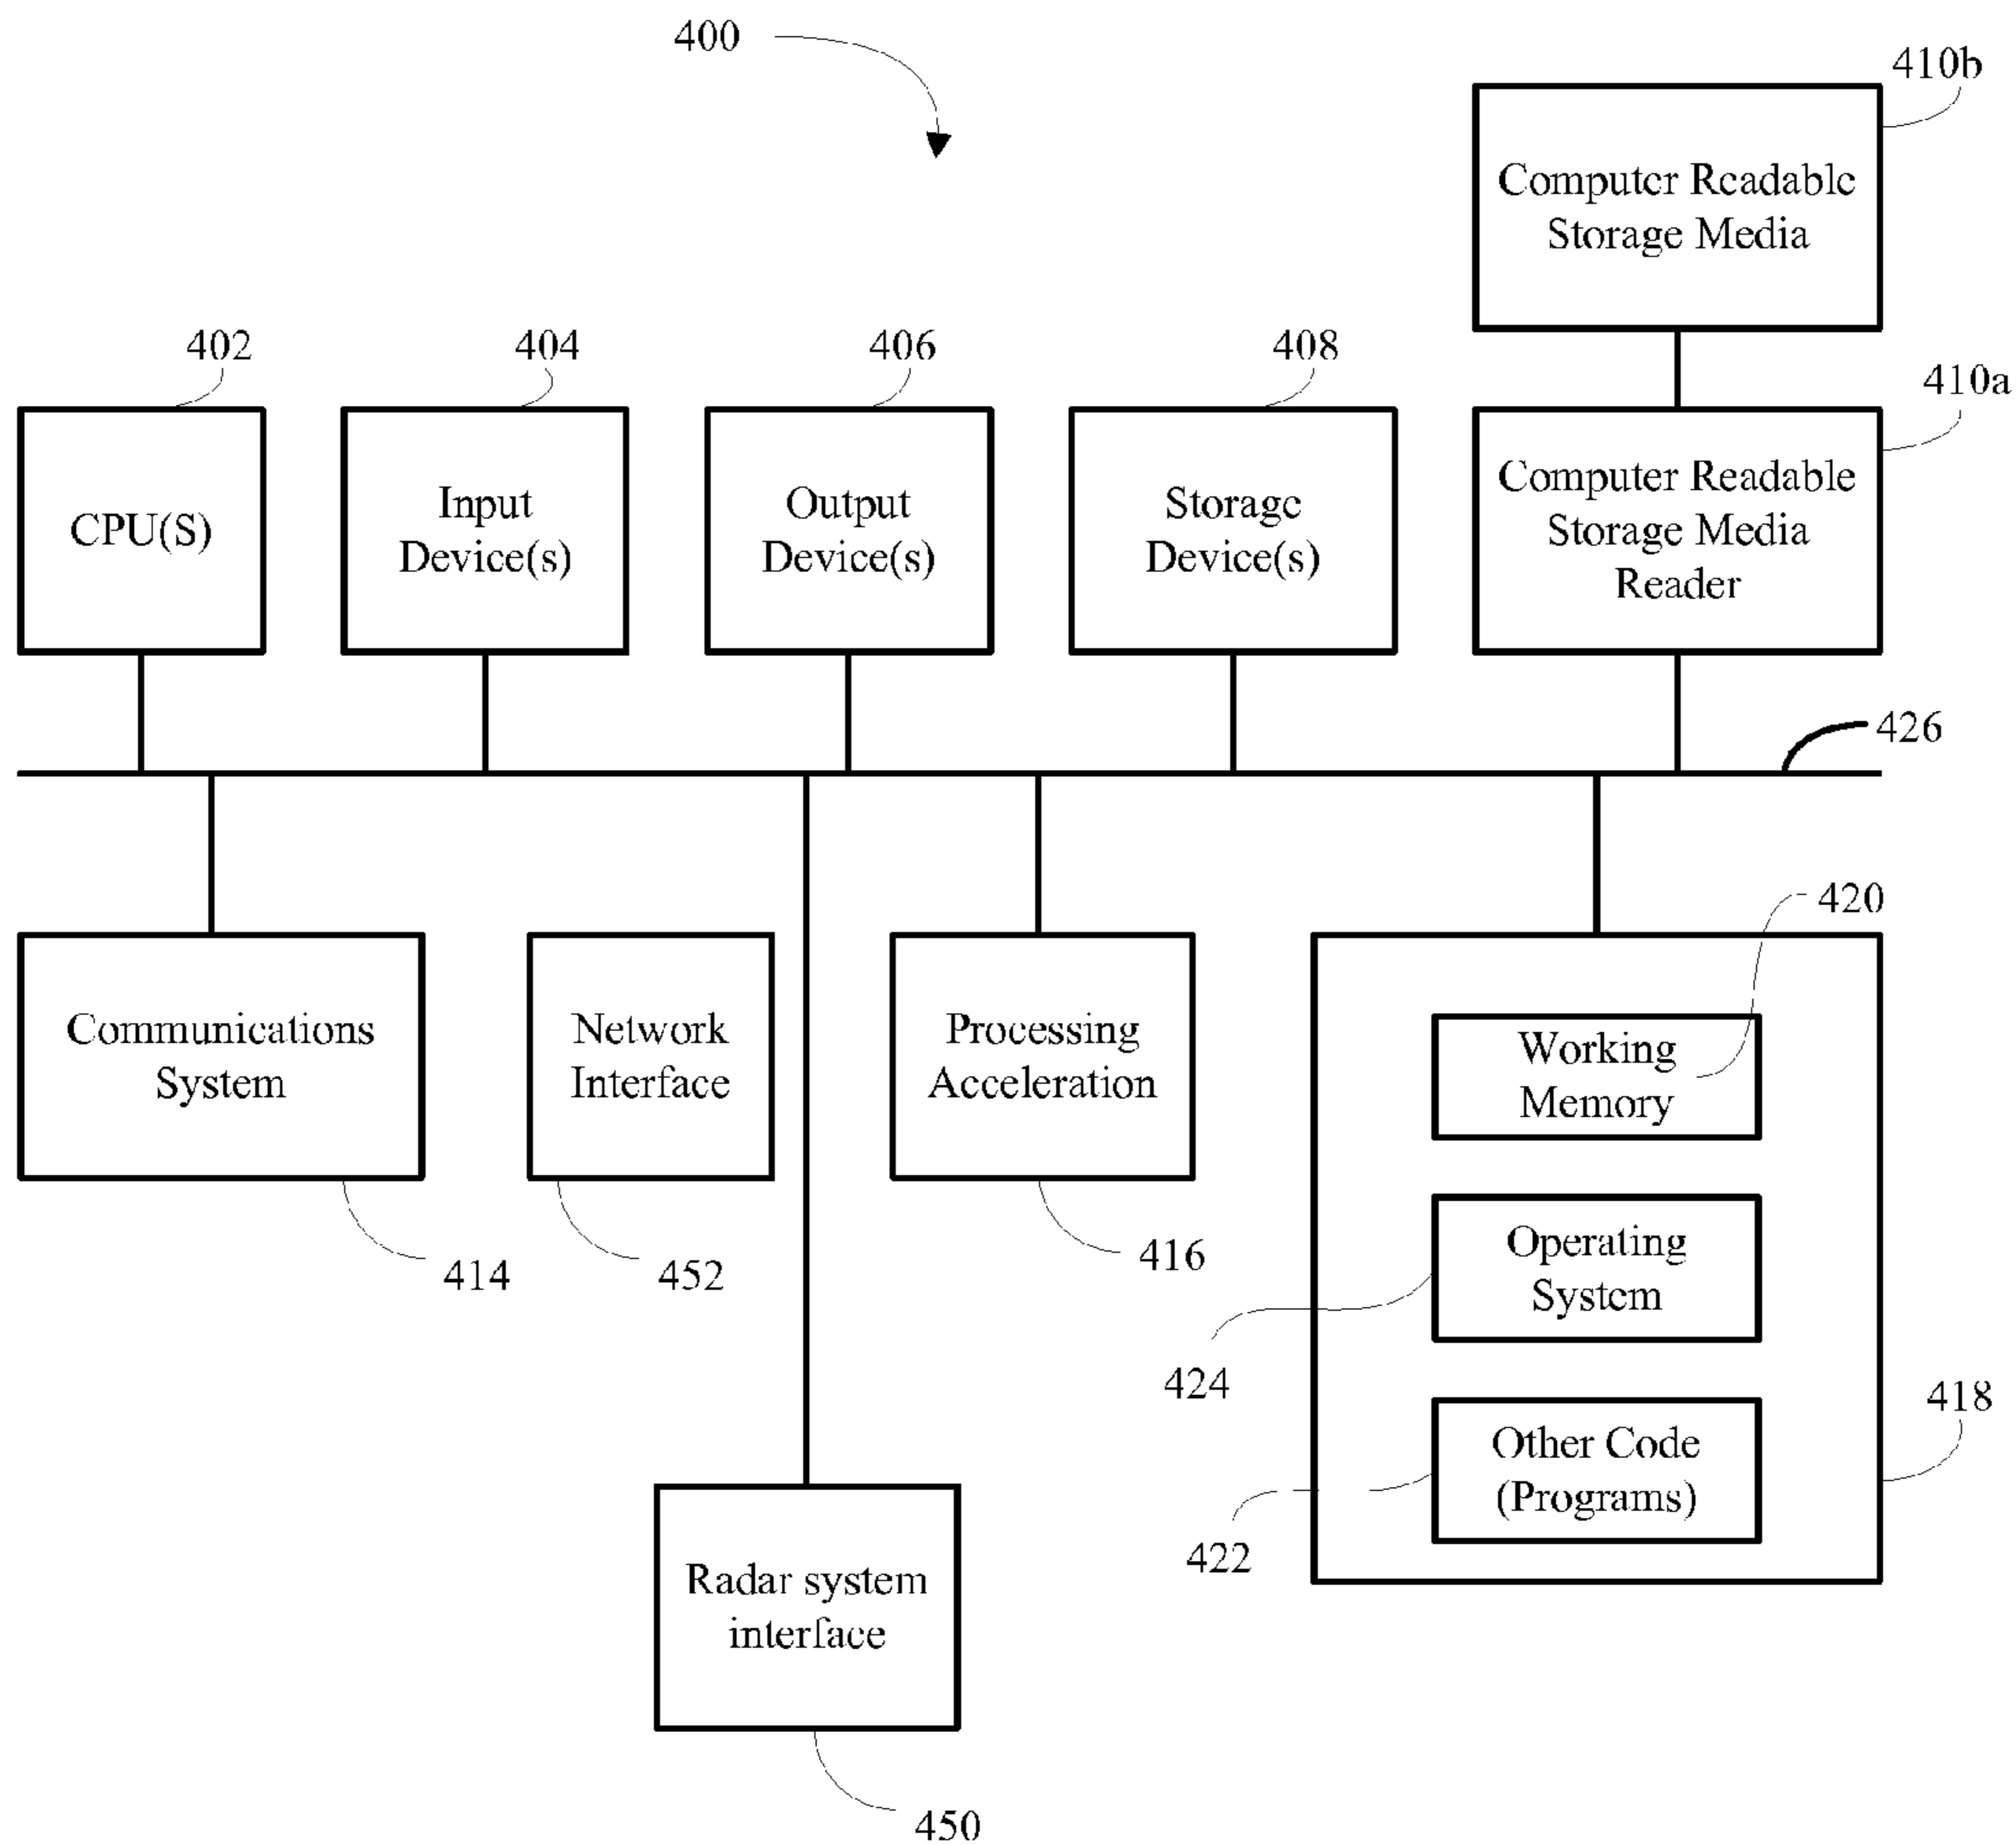 400
410b
Computer Readable
Storage Media
402
404
406
408
410a
CPU(S)
Input
Device(s)
Output
Device(s)
Storage
Device(s)
Computer Readable
Storage Media
Reader
426
420
Communications
System
Network
Interface
Processing
Acceleration
Working
Memory
414
452
416
Operating
System
424
418
Other Code
(Programs)
422
Radar system
interface
450